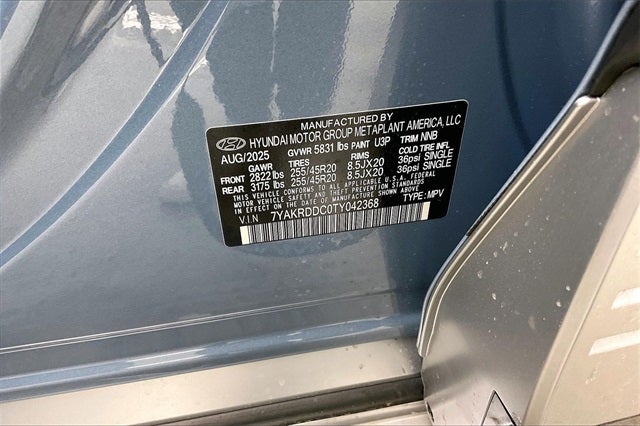 MANUFACTURED BY
HYUNDAI MOTOR GROUP METAPLANT AMERICA, LLC
AUG/2025 GVWR 5831 lbs PAINT U3P TRIM NNB
GAWR TIRES RIMS COLD TIRE INFL
FRONT 2822 lbs 255/45R20 8.5JX20 36psi SINGLE
REAR 3175 lbs 255/45R20 8.5JX20 36psi SINGLE
THIS VEHICLE CONFORMS TO ALL APPLICABLE U.S.A. FEDERAL
MOTOR VEHICLE SAFETY AND THEFT PREVENTION STANDARDS
IN EFFECT ON THE DATE OF MANUFACTURE SHOWN ABOVE.
V.I.N 7YAKRDDC0TY042368 TYPE: MPV